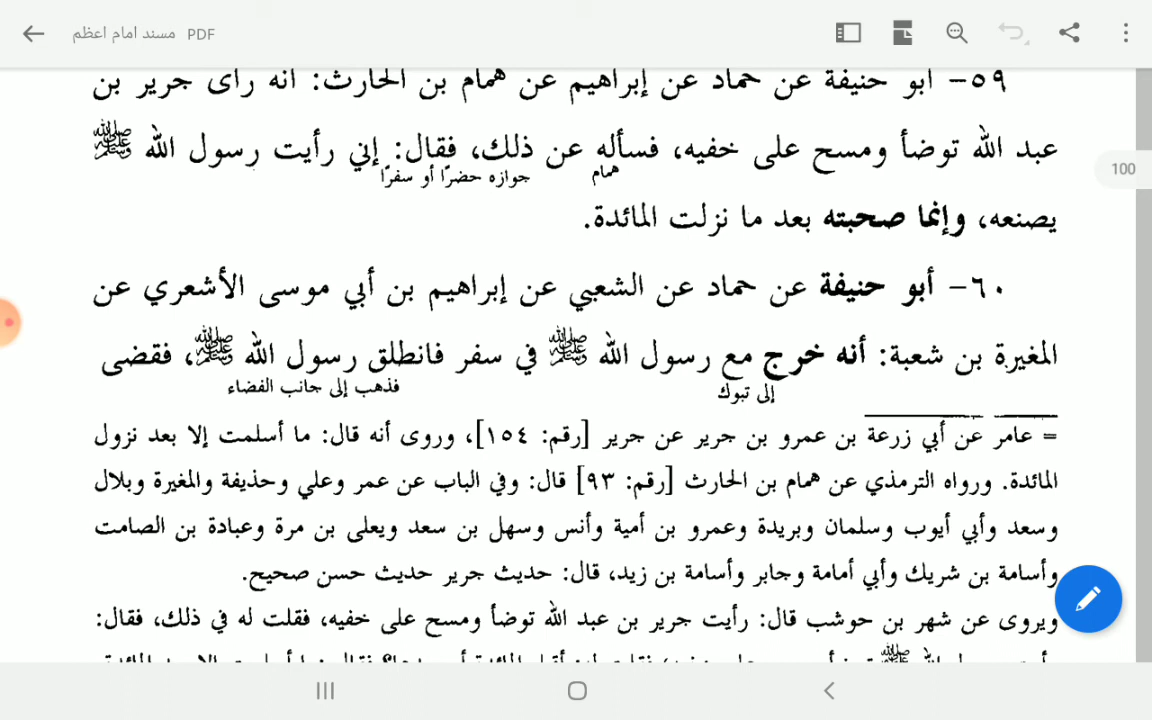 مسند امام اعظم PDF
٥٩- أبو حنيفة عن حماد عن إبراهيم عن همام بن الحارث: أنه رأى جرير بن
عبد الله توضأ ومسح على خفيه، فسأله عن ذلك، فقال: إني رأيت رسول الله ﷺ
همام جوازه حضرًا أو سفرًا
يصنعه، وإنما صحبته بعد ما نزلت المائدة.
100
٦٠- أبو حنيفة عن حماد عن الشعبي عن إبراهيم بن أبي موسى الأشعري عن
المغيرة بن شعبة: أنه خرج مع رسول الله ﷺ في سفر فانطلق رسول الله ﷺ، فقضى
إلى تبوك فذهب إلى جانب الفضاء
= عامر عن أبي زرعة بن عمرو بن جرير عن جرير [رقم: ١٥٤]، وروى أنه قال: ما أسلمت إلا بعد نزول
المائدة. ورواه الترمذي عن همام بن الحارث [رقم: ٩٣] قال: وفي الباب عن عمر وعلي وحذيفة والمغيرة وبلال
وسعد وأبي أيوب وسلمان وبريدة وعمرو بن أمية وأنس وسهل بن سعد ويعلى بن مرة وعبادة بن الصامت
وأسامة بن شريك وأبي أمامة وجابر وأسامة بن زيد، قال: حديث جرير حديث حسن صحيح.
ويروى عن شهر بن حوشب قال: رأيت جرير بن عبد الله توضأ ومسح على خفيه، فقلت له في ذلك، فقال: